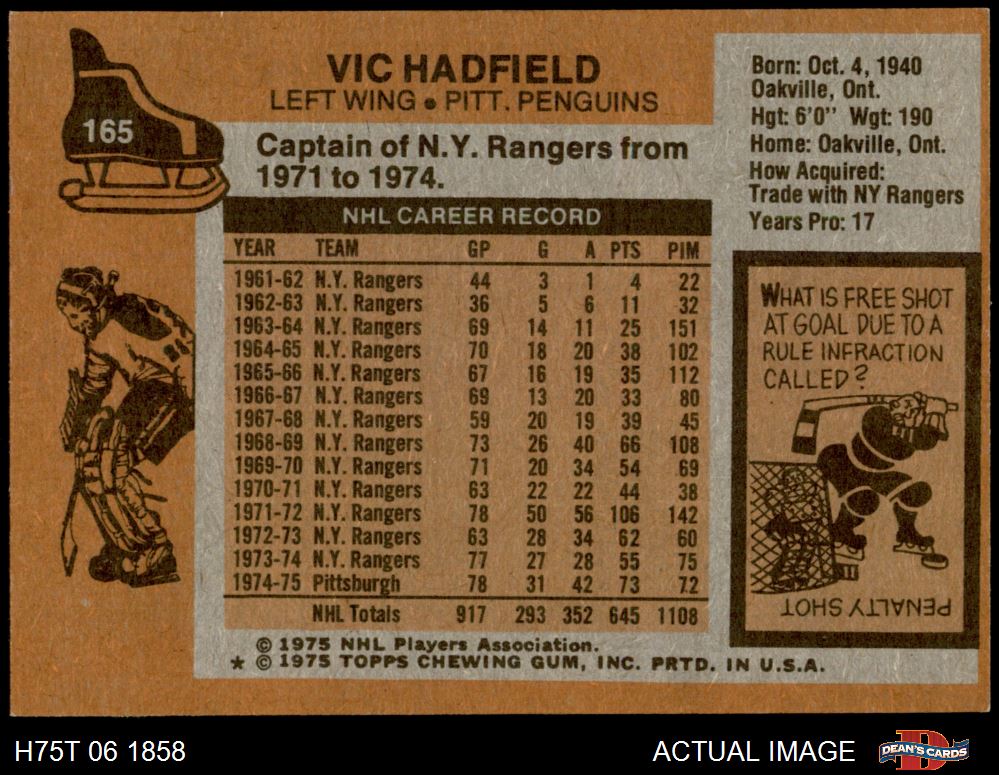 165
VIC HADFIELD
LEFT WING • PITT. PENGUINS
Captain of N.Y. Rangers from
1971 to 1974.
Born: Oct. 4, 1940
Oakville, Ont.
Hgt: 6'0" Wgt: 190
Home: Oakville, Ont.
How Acquired:
Trade with NY Rangers
Years Pro: 17
NHL CAREER RECORD
YEAR TEAM GP G A PTS PIM
1961-62 N.Y. Rangers 44 3 1 4 22
1962-63 N.Y. Rangers 36 5 6 11 32
1963-64 N.Y. Rangers 69 14 11 25 151
1964-65 N.Y. Rangers 70 18 20 38 102
1965-66 N.Y. Rangers 67 16 19 35 112
1966-67 N.Y. Rangers 69 13 20 33 80
1967-68 N.Y. Rangers 59 20 19 39 45
1968-69 N.Y. Rangers 73 26 40 66 108
1969-70 N.Y. Rangers 71 20 34 54 69
1970-71 N.Y. Rangers 63 22 22 44 38
1971-72 N.Y. Rangers 78 50 56 106 142
1972-73 N.Y. Rangers 63 28 34 62 60
1973-74 N.Y. Rangers 77 27 28 55 75
1974-75 Pittsburgh 78 31 42 73 72
NHL Totals 917 293 352 645 1108
WHAT IS FREE SHOT
AT GOAL DUE TO A
RULE INFRACTION
CALLED?
PENALTY SHOT
© 1975 NHL Players Association.
★ © 1975 TOPPS CHEWING GUM, INC. PRTD. IN U.S.A.
H75T 06 1858
ACTUAL IMAGE
DEAN'S CARDS